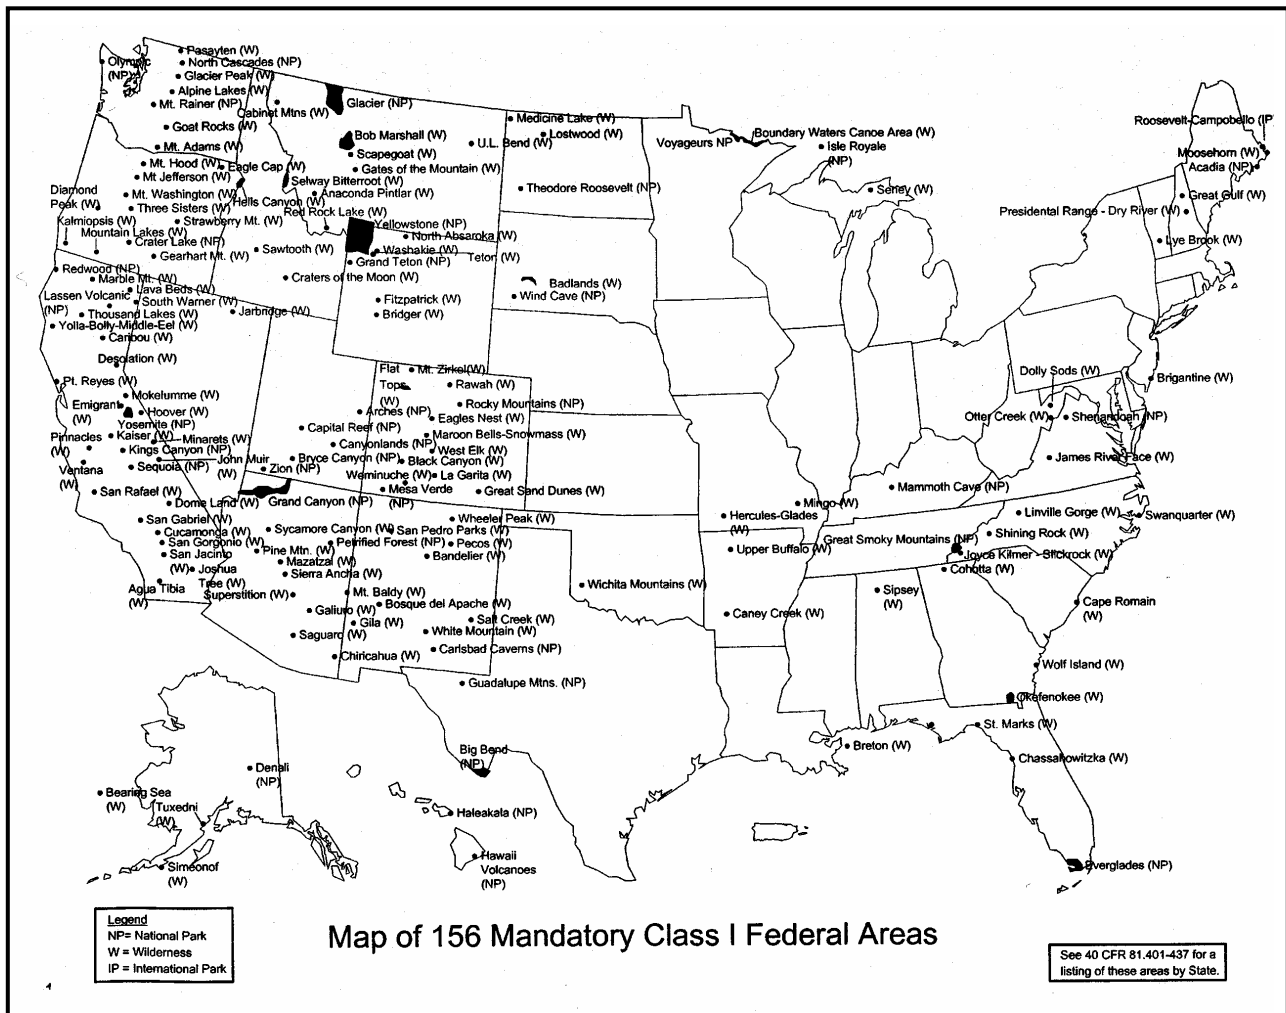 Pasayten (W)
Olympic
(NP)
North Cascades (NP)
Glacier Peak (W)
Alpine Lakes (W)
Mt. Rainer (NP)
Cabinet Mtns (W)
Glacier (NP)
Goat Rocks (W)
Mt. Adams (W)
Bob Marshall (W)
Scapegoat (W)
Gates of the Mountain (W)
U.L. Bend (W)
Medicine Lake (W)
Lostwood (W)
Voyageurs NP
Boundary Waters Canoe Area (W)
Isle Royale
(NP)
Seney (W)
Roosevelt-Campobello (IP
Moosehorn (W)
Acadia (NP)
Great Gulf (W)
Presidental Range - Dry River (W)
Lye Brook (W)
Mt. Hood (W)
Eagle Cap (W)
Mt Jefferson (W)
Selway Bitterroot (W)
Anaconda Pintlar (W)
Theodore Roosevelt (NP)
Diamond
Peak (W)
Mt. Washington (W)
Hells Canyon (W)
Three Sisters (W)
Red Rock Lake (W)
Strawberry Mt. (W)
Kalmiopsis (W)
Mountain Lakes (W)
Yellowstone (NP)
North Absaroka (W)
Crater Lake (NP)
Gearhart Mt. (W)
Sawtooth (W)
Washakie (W)
Teton (W)
Grand Teton (NP)
Redwood (NP)
Marble Mt. (W)
Craters of the Moon (W)
Badlands (W)
Wind Cave (NP)
Lava Beds (W)
Lassen Volcanic
(NP)
South Warner (W)
Jarbridge (W)
Fitzpatrick (W)
Bridger (W)
Thousand Lakes (W)
Yolla-Bolly-Middle-Eel (W)
Caribou (W)
Desolation (W)
Flat
Tops
(W)
Mt. Zirkel(W)
Rawah (W)
Pt. Reyes (W)
Mokelumme (W)
Emigrant
(W)
Hoover (W)
Yosemite (NP)
Arches (NP)
Rocky Mountains (NP)
Eagles Nest (W)
Capital Reef (NP)
Maroon Bells-Snowmass (W)
Pinnacles
(W)
Kaiser (W)
Minarets (W)
Canyonlands (NP)
West Elk (W)
Kings Canyon (NP)
Bryce Canyon (NP)
Black Canyon (W)
John Muir
(W)
Ventana
(W)
Sequoia (NP)
Zion (NP)
Weminuche (W)
La Garita (W)
Mesa Verde
(NP)
Great Sand Dunes (W)
San Rafael (W)
Dome Land (W)
Grand Canyon (NP)
San Gabriel (W)
Cucamonga (W)
Sycamore Canyon (W)
San Pedro Parks (W)
Wheeler Peak (W)
San Gorgonio (W)
Petrified Forest (NP)
Pecos (W)
San Jacinto
(W)
Pine Mtn. (W)
Bandelier (W)
Mazatzal (W)
Joshua
Tree (W)
Sierra Ancha (W)
Agua Tibia
(W)
Superstition (W)
Mt. Baldy (W)
Bosque del Apache (W)
Galiuro (W)
Gila (W)
Salt Creek (W)
White Mountain (W)
Saguaro (W)
Carlsbad Caverns (NP)
Chiricahua (W)
Guadalupe Mtns. (NP)
Wichita Mountains (W)
Dolly Sods (W)
Brigantine (W)
Otter Creek (W)
Shenandoah (NP)
James River Face (W)
Mammoth Cave (NP)
Mingo (W)
Hercules-Glades
(W)
Linville Gorge (W)
Swanquarter (W)
Upper Buffalo (W)
Great Smoky Mountains (NP)
Shining Rock (W)
Joyce Kilmer - Slickrock (W)
Cohotta (W)
Sipsey
(W)
Caney Creek (W)
Cape Romain
(W)
Wolf Island (W)
Okefenokee (W)
St. Marks (W)
Breton (W)
Chassahowitzka (W)
Everglades (NP)
Big Bend
(NP)
Denali
(NP)
Bearing Sea
(W)
Tuxedni
(W)
Simeonof
(W)
Haleakala (NP)
Hawaii
Volcanoes
(NP)
Legend
NP= National Park
W = Wilderness
IP = International Park
Map of 156 Mandatory Class I Federal Areas
See 40 CFR 81.401-437 for a
listing of these areas by State.